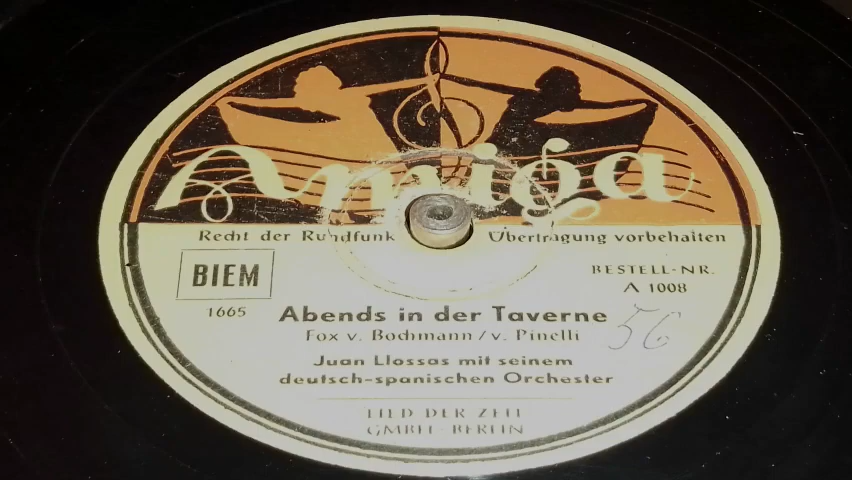 Amiga
Recht der Rundfunk Übertragung vorbehalten
BIEM
BESTELL-NR.
A 1008
1665
Abends in der Taverne
Fox v. Bochmann/v. Pinelli
56
Juan Llossas mit seinem
deutsch-spanischen Orchester
LIED DER ZEIT
GMBH·BERLIN